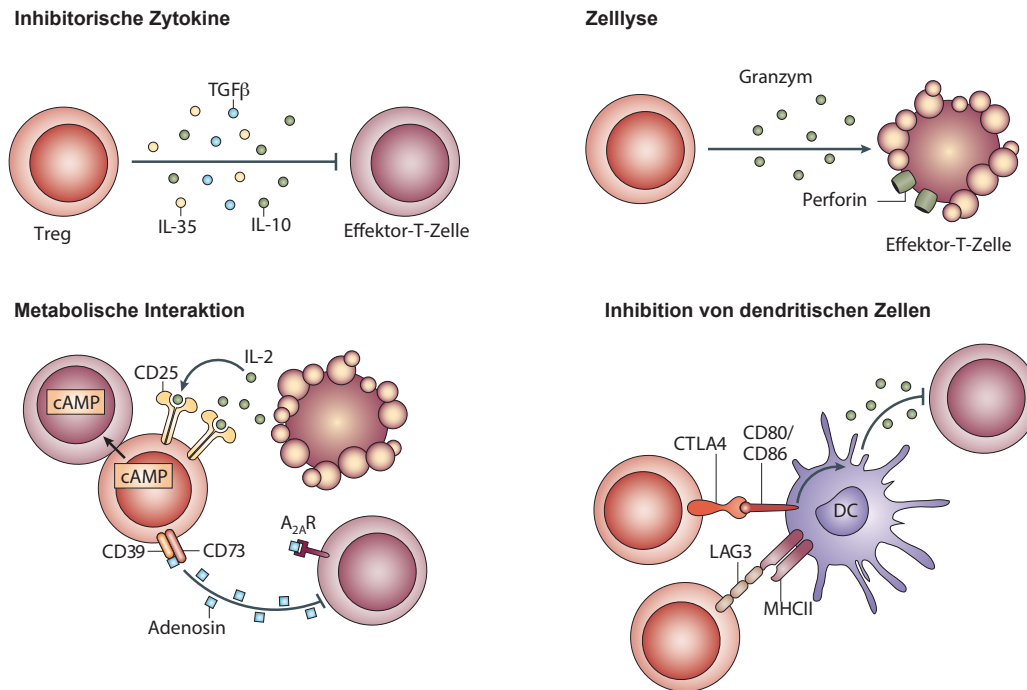 Inhibitorische Zytokine
TGFβ
IL-35
IL-10
Treg
Effektor-T-Zelle
Zelllyse
Granzym
Perforin
Effektor-T-Zelle
Metabolische Interaktion
IL-2
CD25
cAMP
cAMP
A2AR
CD39
CD73
Adenosin
Inhibition von dendritischen Zellen
CTLA4
CD80/
CD86
DC
LAG3
MHCII